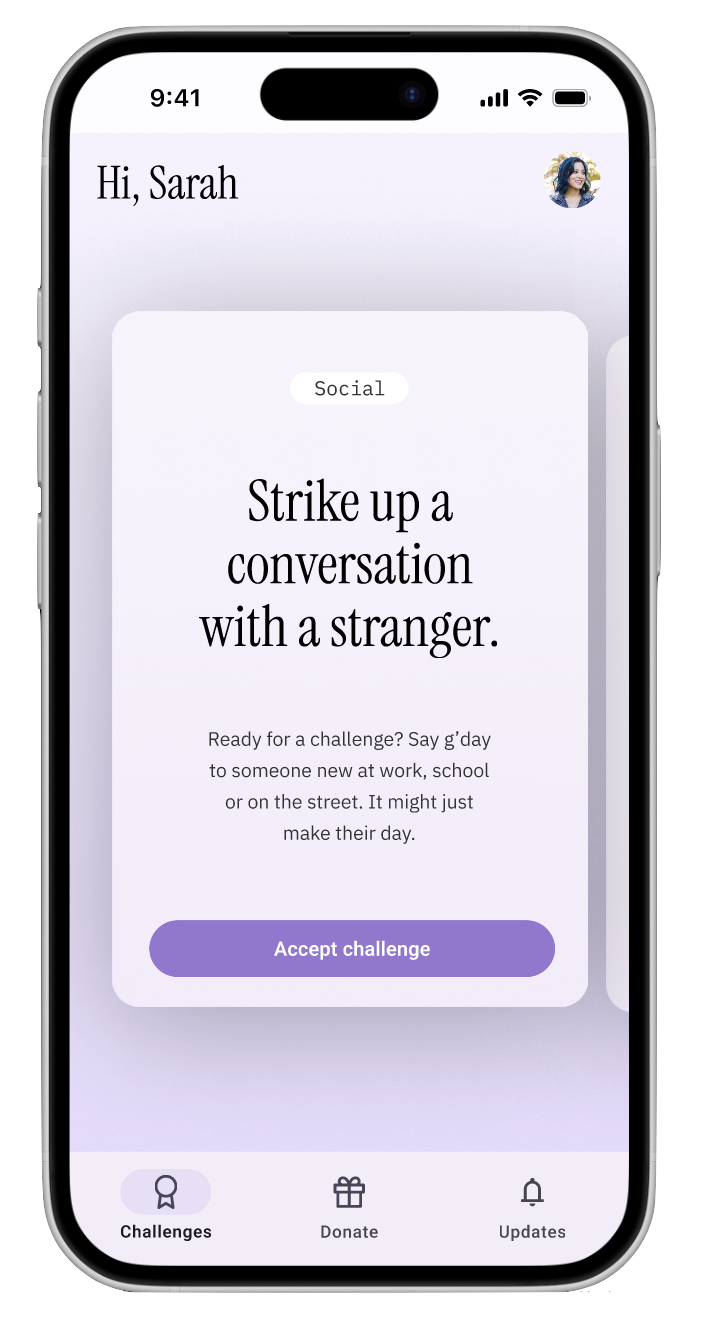 9:41
Hi, Sarah
Social
Strike up a
conversation
with a stranger.
Ready for a challenge? Say g’day
to someone new at work, school
or on the street. It might just
make their day.
Accept challenge
Challenges
Donate
Updates